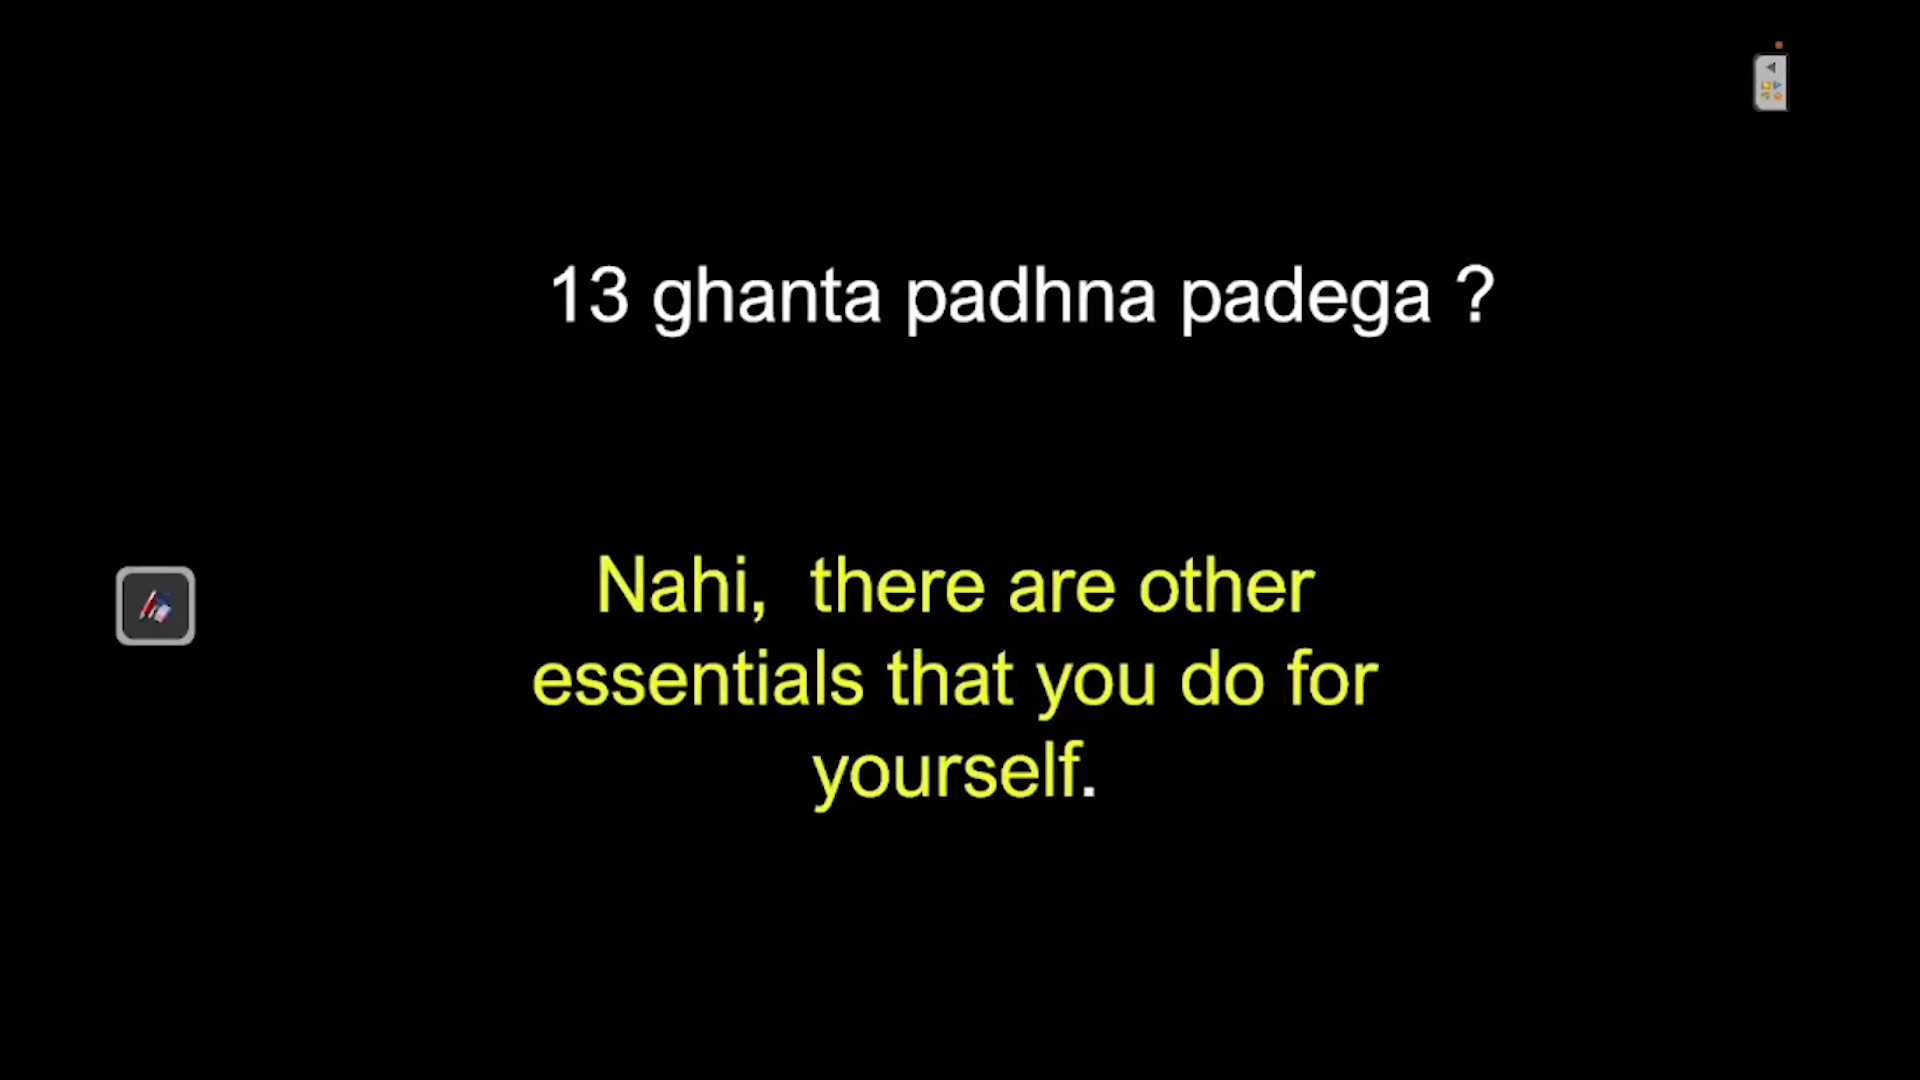 13 ghanta padhna padega ?
Nahi, there are other
essentials that you do for
yourself.